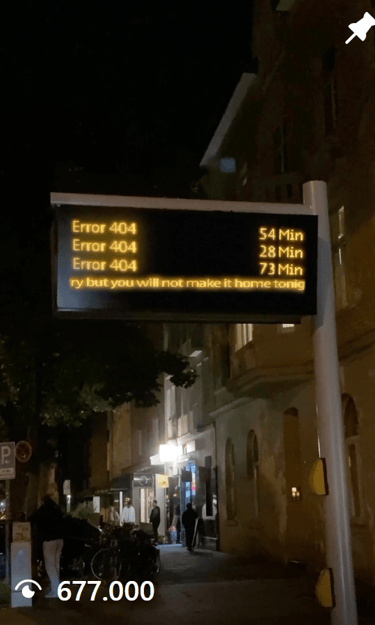 Error 404 54 Min
Error 404 28 Min
Error 404 73 Min
ry but you will not make it home tonig
P
677.000